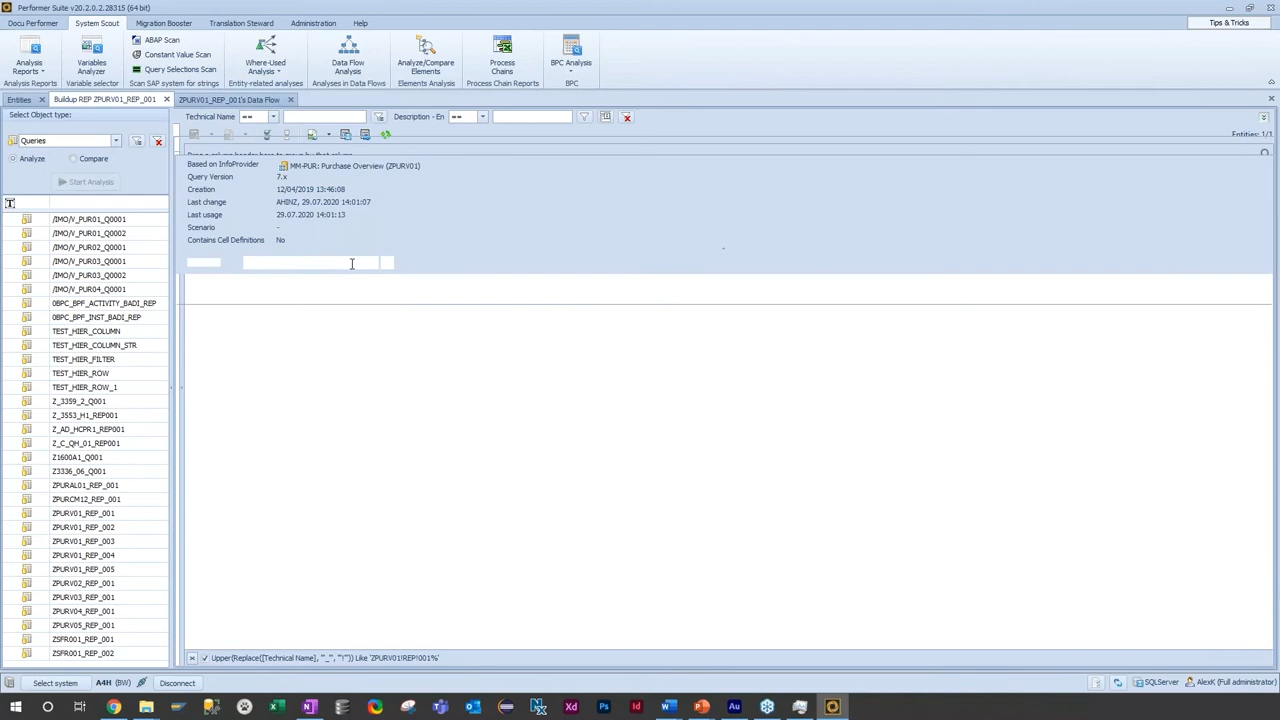 Performer Suite v20.2.0.2.28315 (64 bit)
Docu Performer System Scout Migration Booster Translation Steward Administration Help Tips & Tricks
Analysis Reports
Variables Analyzer
ABAP Scan
Constant Value Scan
Query Selections Scan
Where-Used Analysis
Data Flow Analysis
Analyze/Compare Elements
Process Chains
BPC Analysis
Analysis Reports Variable selector Scan SAP system for strings Entity-related analyses Analyses in Data Flows Elements Analysis Process Chain Reports BPC
Entities Buildup REP ZPURV01_REP_001 ZPURV01_REP_001's Data Flow
Select Object type:
Technical Name == Description - En ==
Entities: 1/1
Queries
Analyze Compare
Start Analysis
Based on InfoProvider MM-PUR: Purchase Overview (ZPURV01)
Query Version 7.x
Creation 12/04/2019 13:46:08
Last change AHINZ, 29.07.2020 14:01:07
Last usage 29.07.2020 14:01:13
Scenario -
Contains Cell Definitions No
/IMO/V_PUR01_Q0001
/IMO/V_PUR01_Q0002
/IMO/V_PUR02_Q0001
/IMO/V_PUR03_Q0001
/IMO/V_PUR03_Q0002
/IMO/V_PUR04_Q0001
0BPC_BPF_ACTIVITY_BADI_REP
0BPC_BPF_INST_BADI_REP
TEST_HIER_COLUMN
TEST_HIER_COLUMN_STR
TEST_HIER_FILTER
TEST_HIER_ROW
TEST_HIER_ROW_1
Z_3359_2_Q001
Z_3553_H1_REP001
Z_AD_HCPR1_REP001
Z_C_QH_01_REP001
Z1600A1_Q001
Z3336_06_Q001
ZPURAL01_REP_001
ZPURCM12_REP_001
ZPURV01_REP_001
ZPURV01_REP_002
ZPURV01_REP_003
ZPURV01_REP_004
ZPURV01_REP_005
ZPURV02_REP_001
ZPURV03_REP_001
ZPURV04_REP_001
ZPURV05_REP_001
ZSFR001_REP_001
ZSFR001_REP_002
Upper(Replace([Technical Name], '_', '!')) Like 'ZPURV01!REP!001%'
Select system A4H (BW) Disconnect SQLServer AlexK (Full administrator)